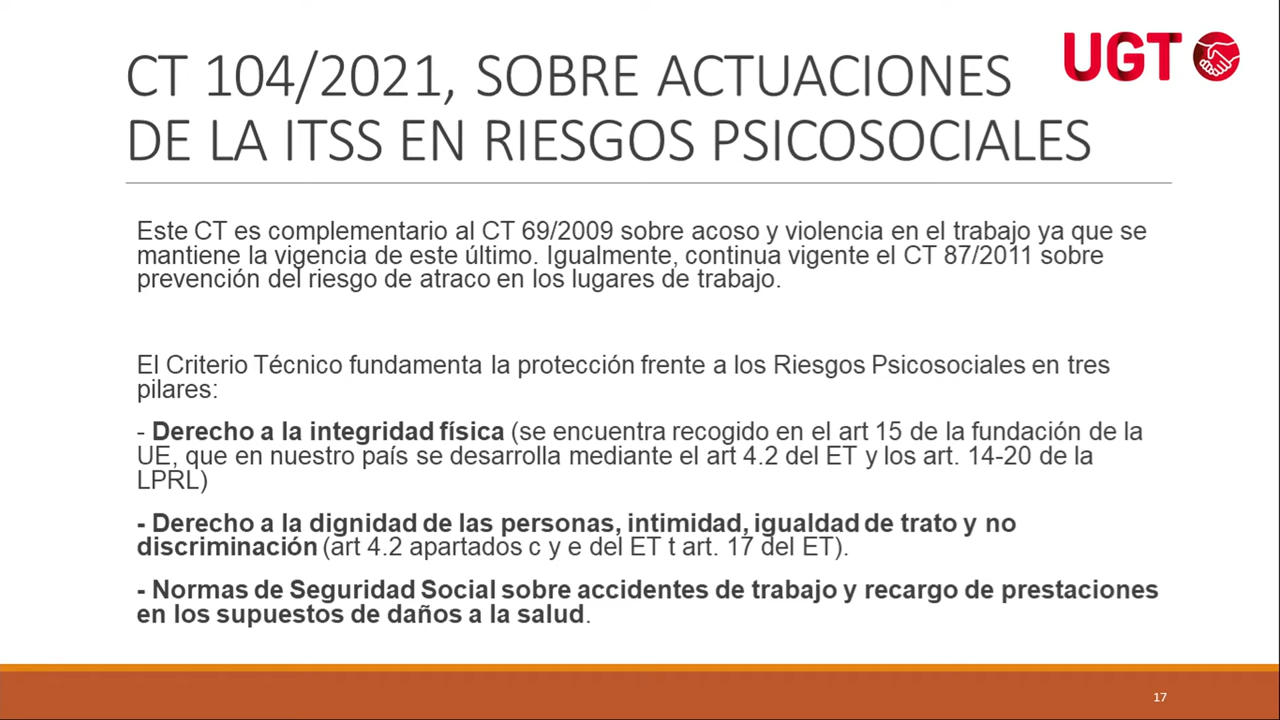 CT 104/2021, SOBRE ACTUACIONES
DE LA ITSS EN RIESGOS PSICOSOCIALES
UGT
Este CT es complementario al CT 69/2009 sobre acoso y violencia en el trabajo ya que se
mantiene la vigencia de este último. Igualmente, continua vigente el CT 87/2011 sobre
prevención del riesgo de atraco en los lugares de trabajo.
El Criterio Técnico fundamenta la protección frente a los Riesgos Psicosociales en tres
pilares:
- Derecho a la integridad física (se encuentra recogido en el art 15 de la fundación de la
UE, que en nuestro país se desarrolla mediante el art 4.2 del ET y los art. 14-20 de la
LPRL)
- Derecho a la dignidad de las personas, intimidad, igualdad de trato y no
discriminación (art 4.2 apartados c y e del ET t art. 17 del ET).
- Normas de Seguridad Social sobre accidentes de trabajo y recargo de prestaciones
en los supuestos de daños a la salud.
17